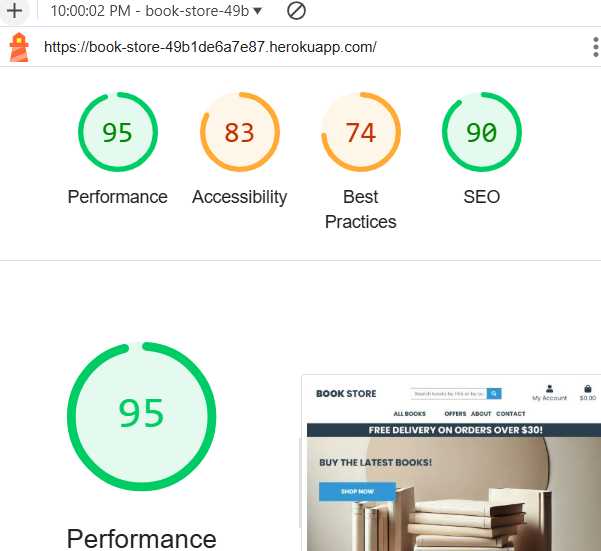 10:00:02 PM - book-store-49b
https://book-store-49b1de6a7e87.herokuapp.com/
95 83 74 90
Performance Accessibility Best Practices SEO
95
Performance
BOOK STORE
Search books by title or by au
My Account
$0.00
ALL BOOKS OFFERS ABOUT CONTACT
FREE DELIVERY ON ORDERS OVER $30!
BUY THE LATEST BOOKS!
SHOP NOW